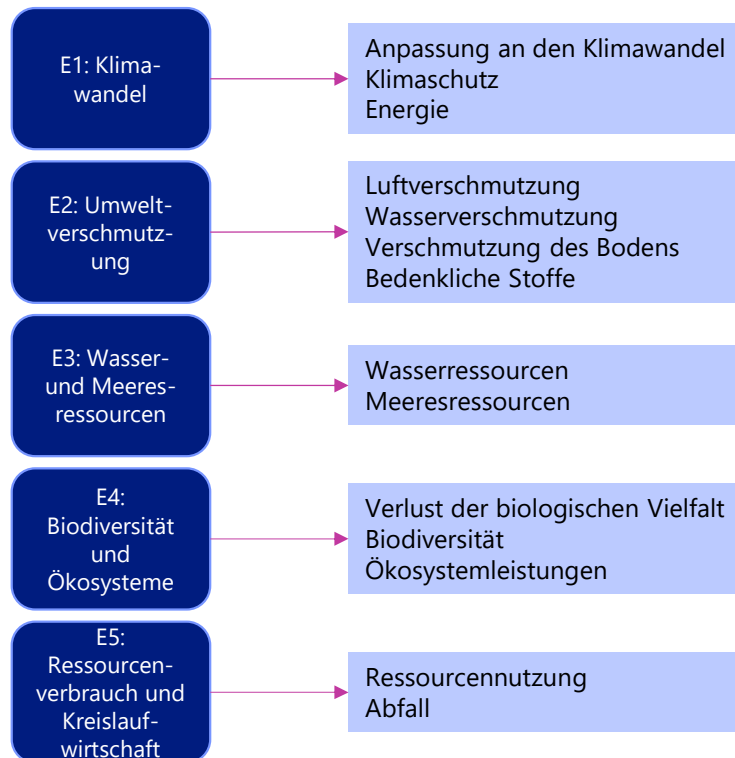 E1: Klima-
wandel
Anpassung an den Klimawandel
Klimaschutz
Energie
E2: Umwelt-
verschmutz-
ung
Luftverschmutzung
Wasserverschmutzung
Verschmutzung des Bodens
Bedenkliche Stoffe
E3: Wasser-
und Meeres-
ressourcen
Wasserressourcen
Meeresressourcen
E4:
Biodiversität
und
Ökosysteme
Verlust der biologischen Vielfalt
Biodiversität
Ökosystemleistungen
E5:
Ressourcen-
verbrauch und
Kreislauf-
wirtschaft
Ressourcennutzung
Abfall